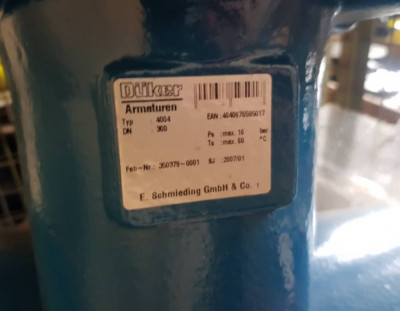 Düker
Armaturen
EAN :4040976505017
Typ : 4004
DN : 300
Ps :max. 16 bar
Ts :max. 60 °C
Fab-Nr.: 350379-0001 BJ :2007/01
E. Schmieding GmbH & Co.